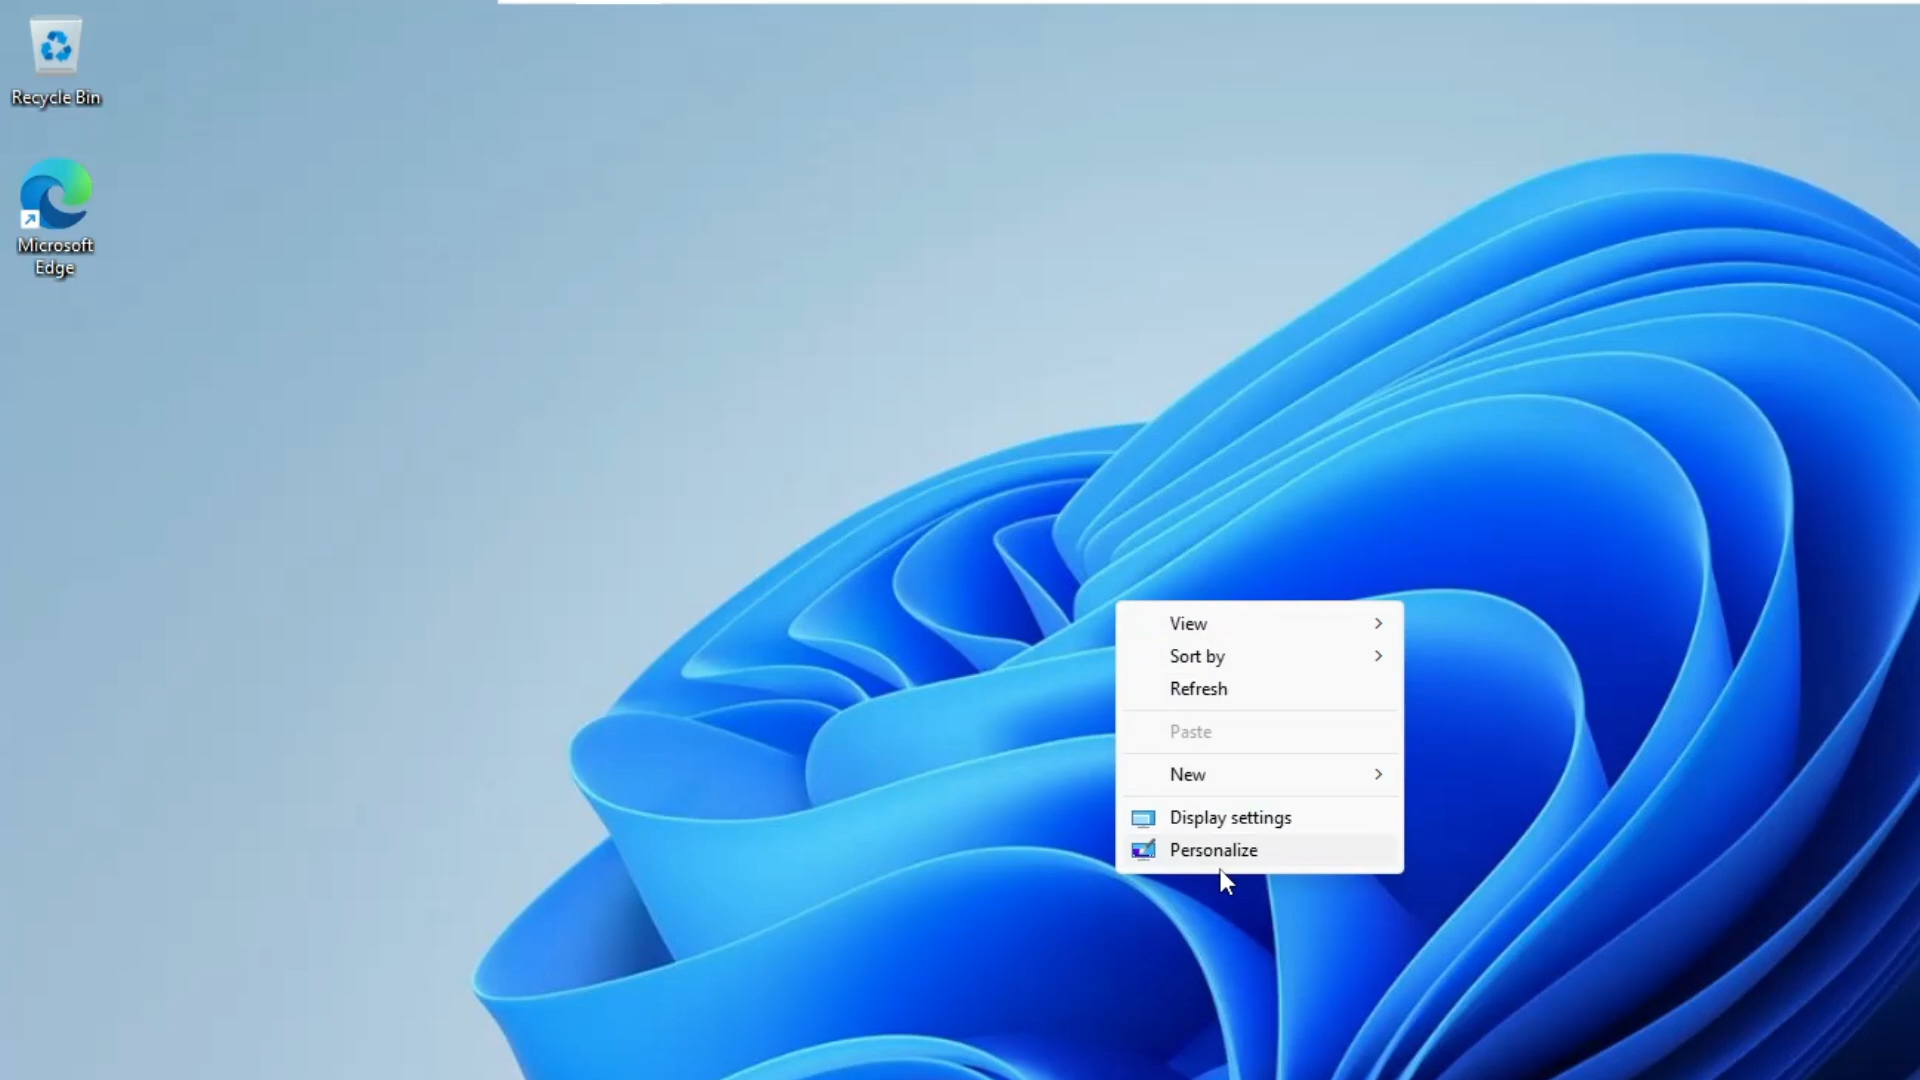 Recycle Bin
Microsoft
Edge
View
Sort by
Refresh
Paste
New
Display settings
Personalize